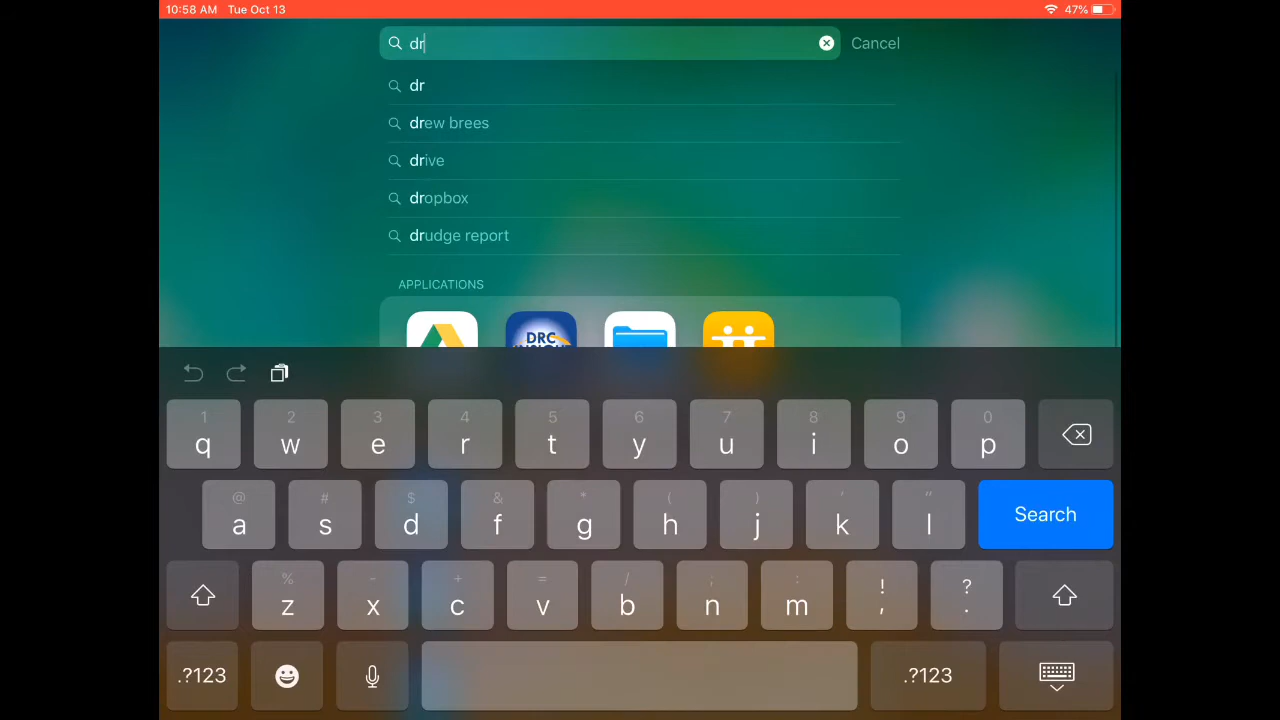 10:58 AM Tue Oct 13 47%
dr Cancel
dr
drew brees
drive
dropbox
drudge report
APPLICATIONS
DRC
1 2 3 4 5 6 7 8 9 0
q w e r t y u i o p
@ # $ & * ( ) ' "
a s d f g h j k l Search
% - + = / ; : ! ?
z x c v b n m , .
.?123 .?123